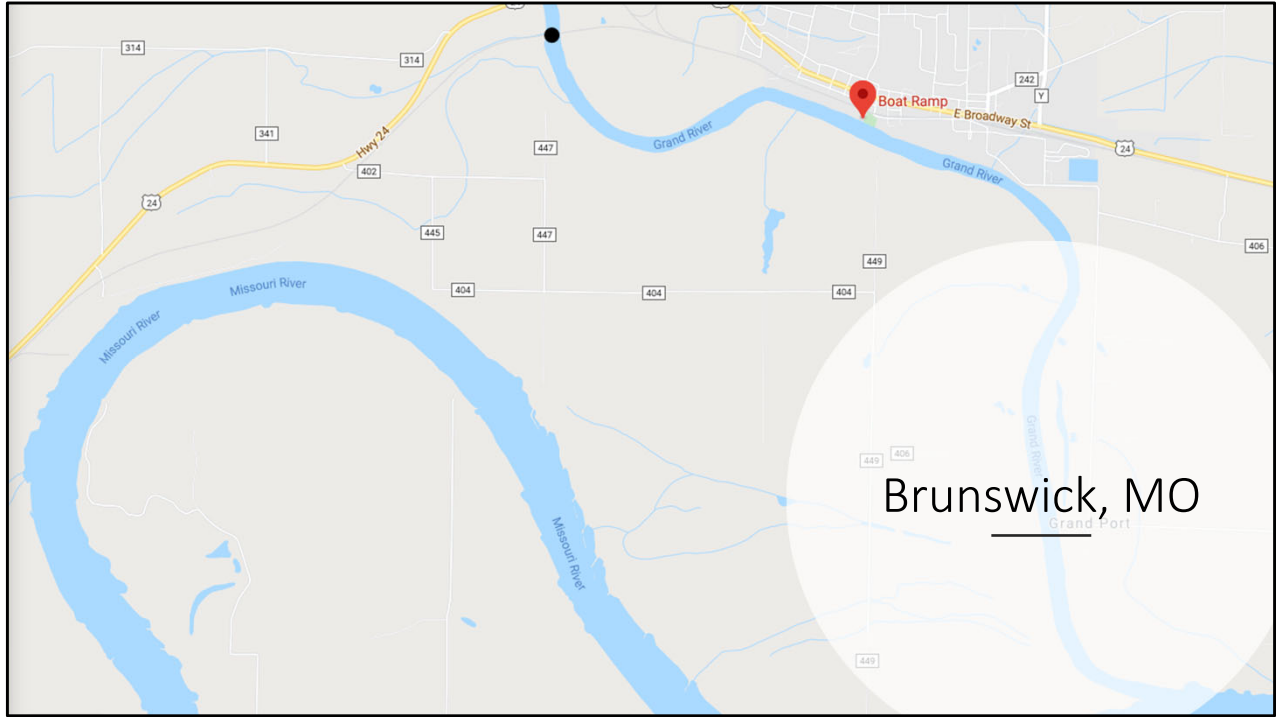 314
314
242
Y
Boat Ramp
E Broadway St
341
Hwy 24
Grand River
447
24
402
Grand River
24
445
447
406
449
Missouri River
404
404
404
Missouri River
Grand River
449
406
Brunswick, MO
Grand Port
Missouri River
449